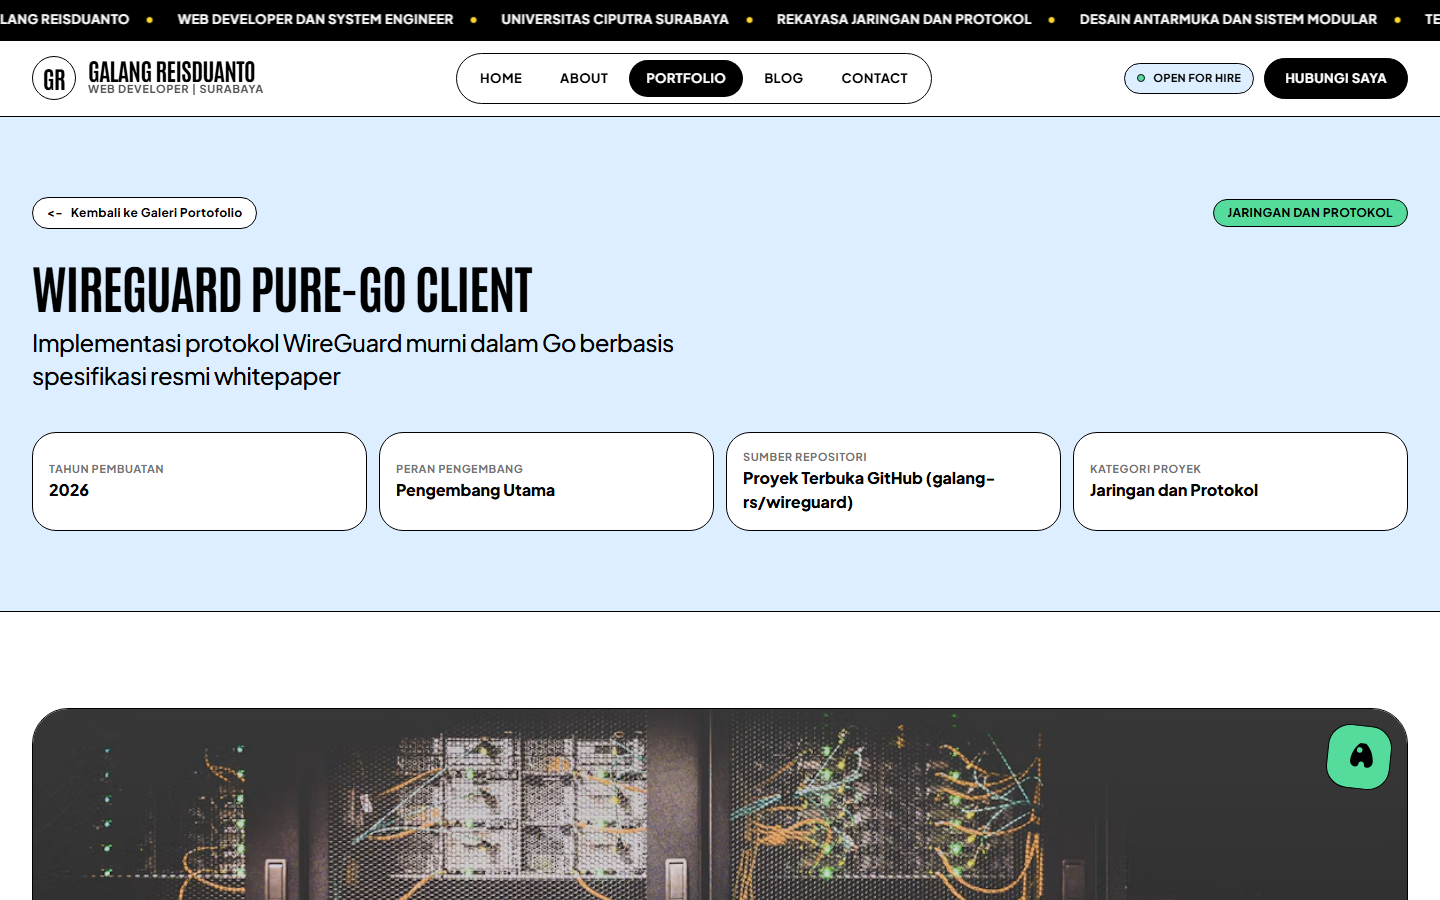 LANG REISDUANTO • WEB DEVELOPER DAN SYSTEM ENGINEER • UNIVERSITAS CIPUTRA SURABAYA • REKAYASA JARINGAN DAN PROTOKOL • DESAIN ANTARMUKA DAN SISTEM MODULAR • TE
GR
GALANG REISDUANTO
WEB DEVELOPER | SURABAYA
HOME ABOUT PORTFOLIO BLOG CONTACT
OPEN FOR HIRE
HUBUNGI SAYA
<- Kembali ke Galeri Portofolio
JARINGAN DAN PROTOKOL
WIREGUARD PURE-GO CLIENT
Implementasi protokol WireGuard murni dalam Go berbasis
spesifikasi resmi whitepaper
TAHUN PEMBUATAN
2026
PERAN PENGEMBANG
Pengembang Utama
SUMBER REPOSITORI
Proyek Terbuka GitHub (galang-
rs/wireguard)
KATEGORI PROYEK
Jaringan dan Protokol